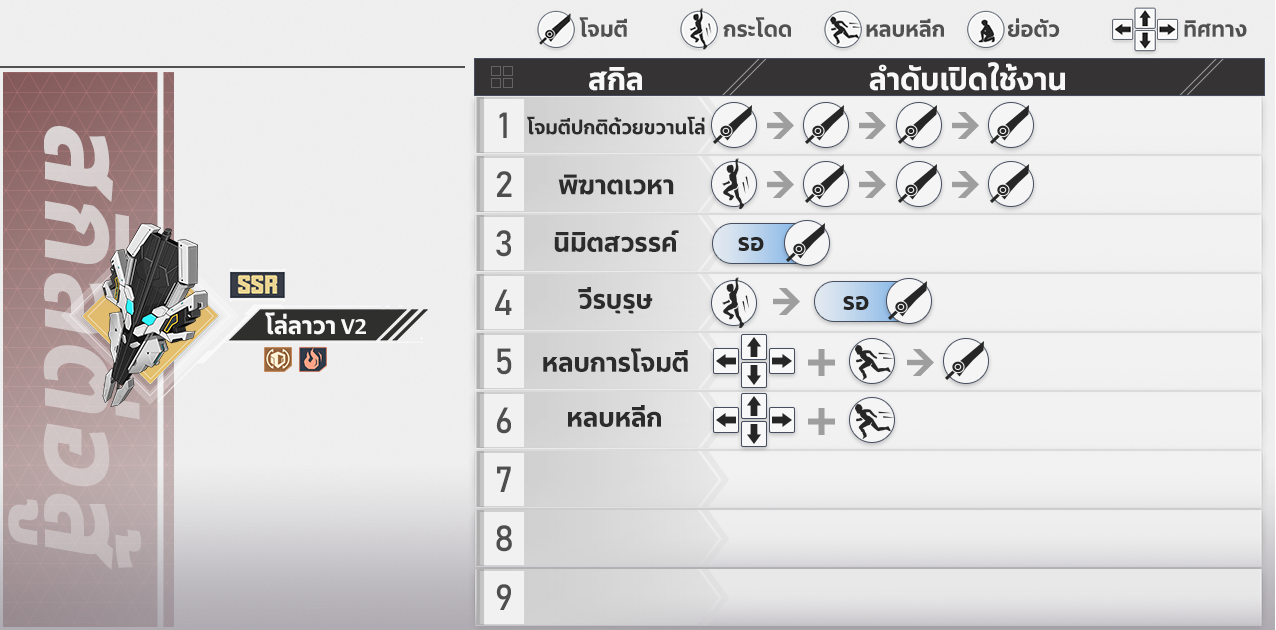 โจมตี กระโดด หลบหลีก ย่อตัว ทิศทาง
สกิล ลำดับเปิดใช้งาน
สกิลต่อสู้
SSR
โล่ลาวา V2
1 โจมตีปกติด้วยขวานโล่
2 พิฆาตเวหา
3 นิมิตสวรรค์ รอ
4 วีรบุรุษ รอ
5 หลบการโจมตี
6 หลบหลีก
7
8
9